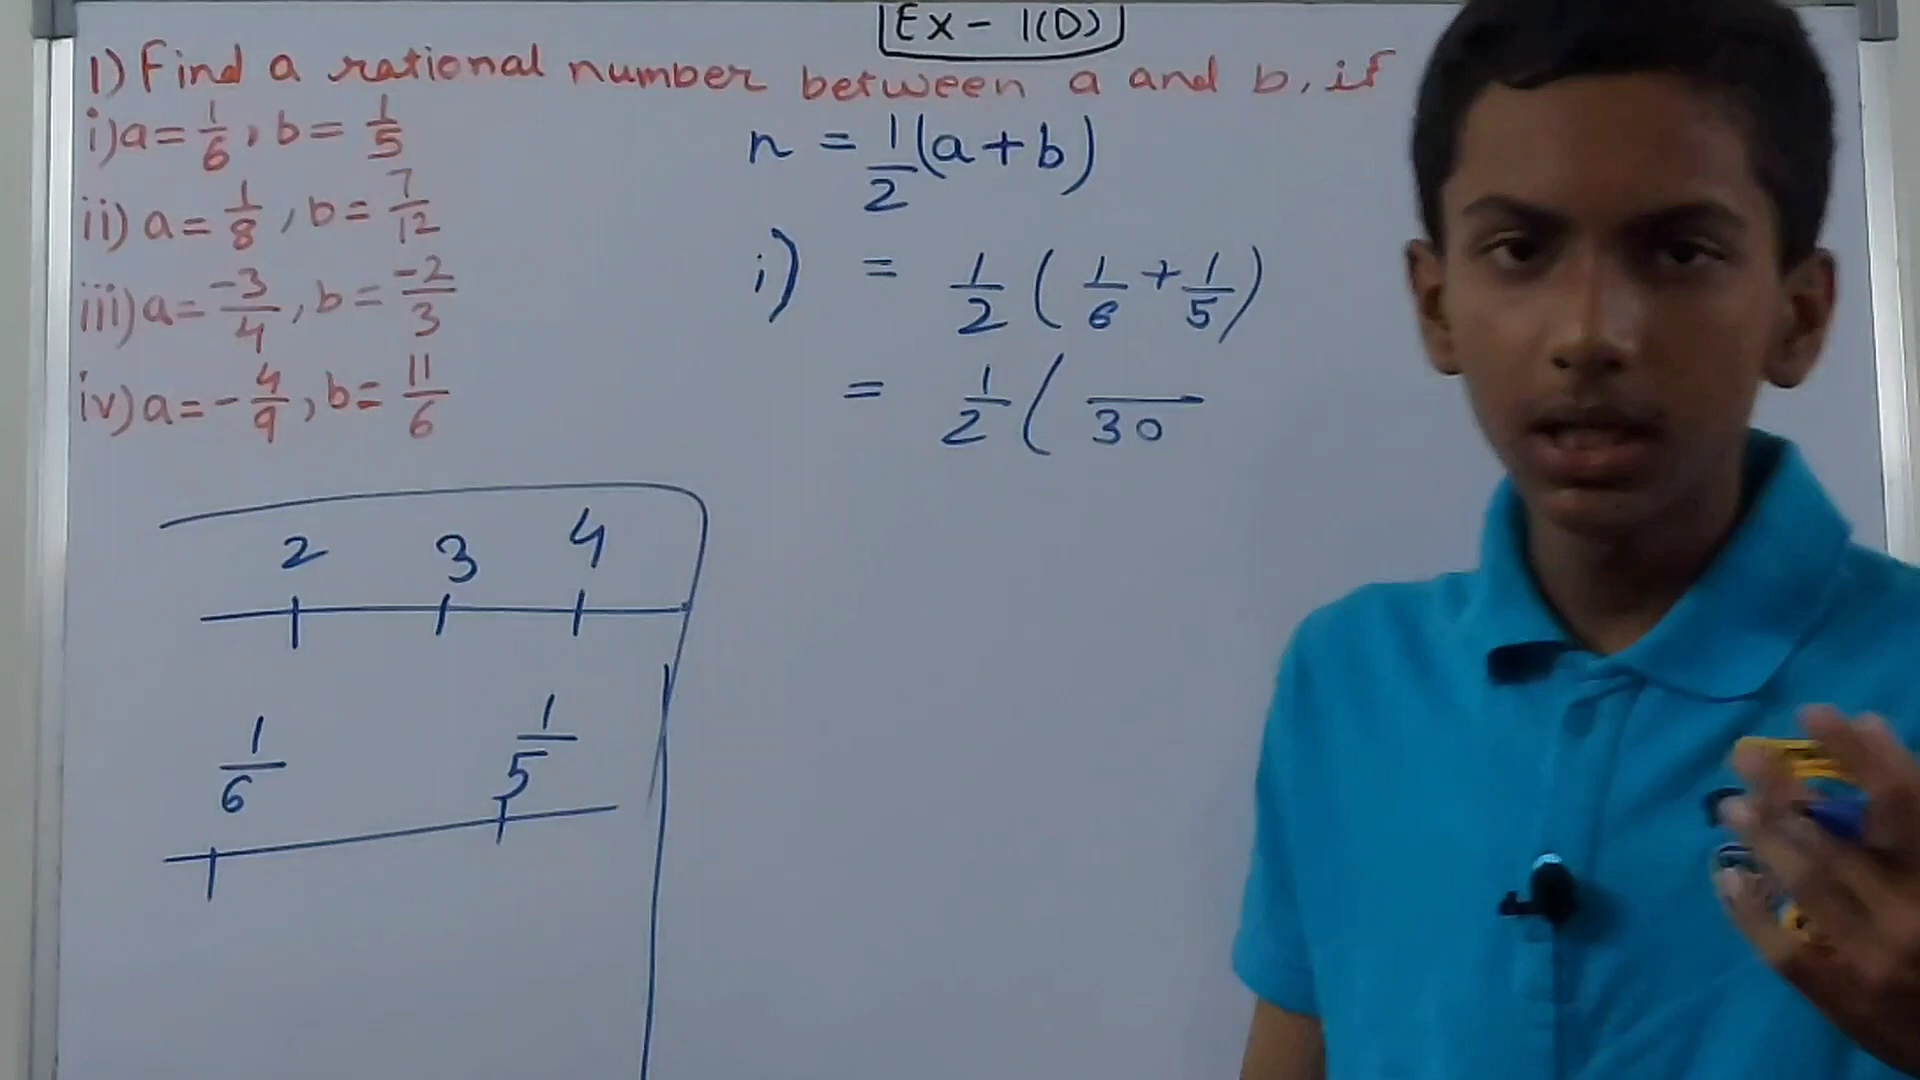 Ex - 1(D)
1) Find a rational number between a and b, if
i) a = 1/6, b = 1/5
ii) a = 1/8, b = 7/12
iii) a = -3/4, b = -2/3
iv) a = -4/9, b = 11/6
n = 1/2 (a + b)
i) = 1/2 ( 1/6 + 1/5 )
= 1/2 ( /30
2 3 4
1/6 1/5